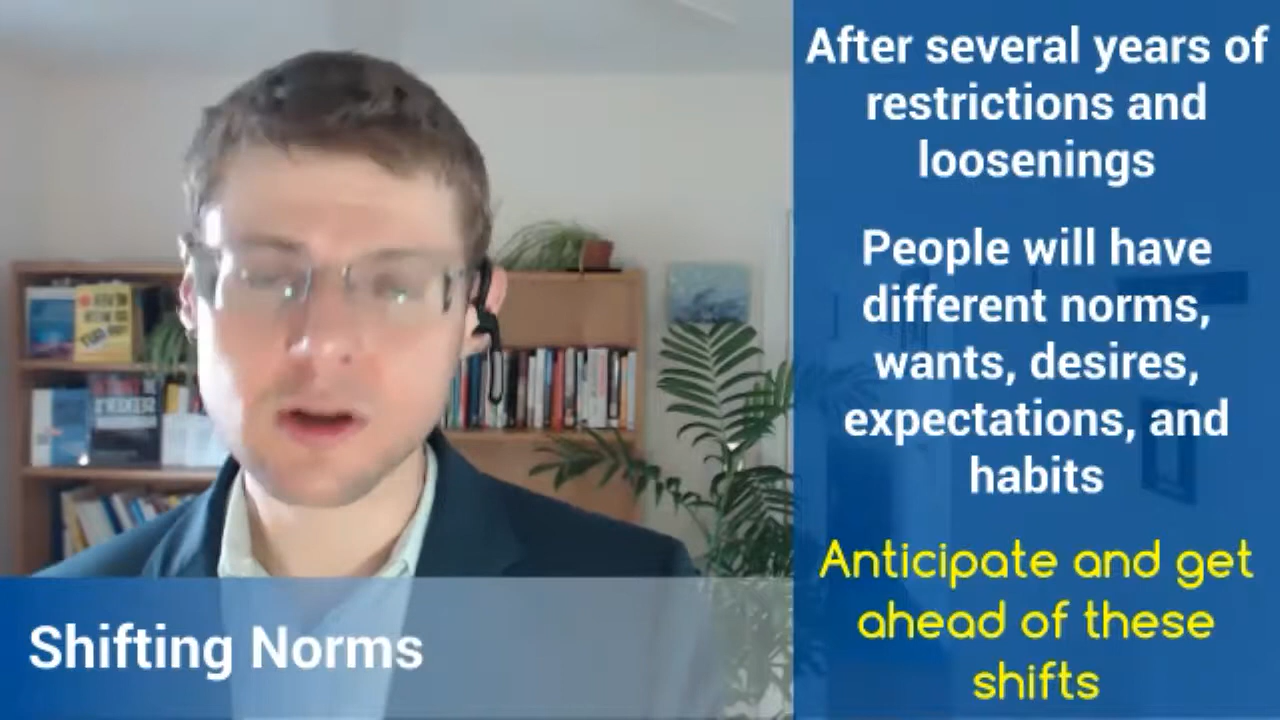 After several years of
restrictions and
loosenings
People will have
different norms,
wants, desires,
expectations, and
habits
Anticipate and get
ahead of these
shifts
Shifting Norms